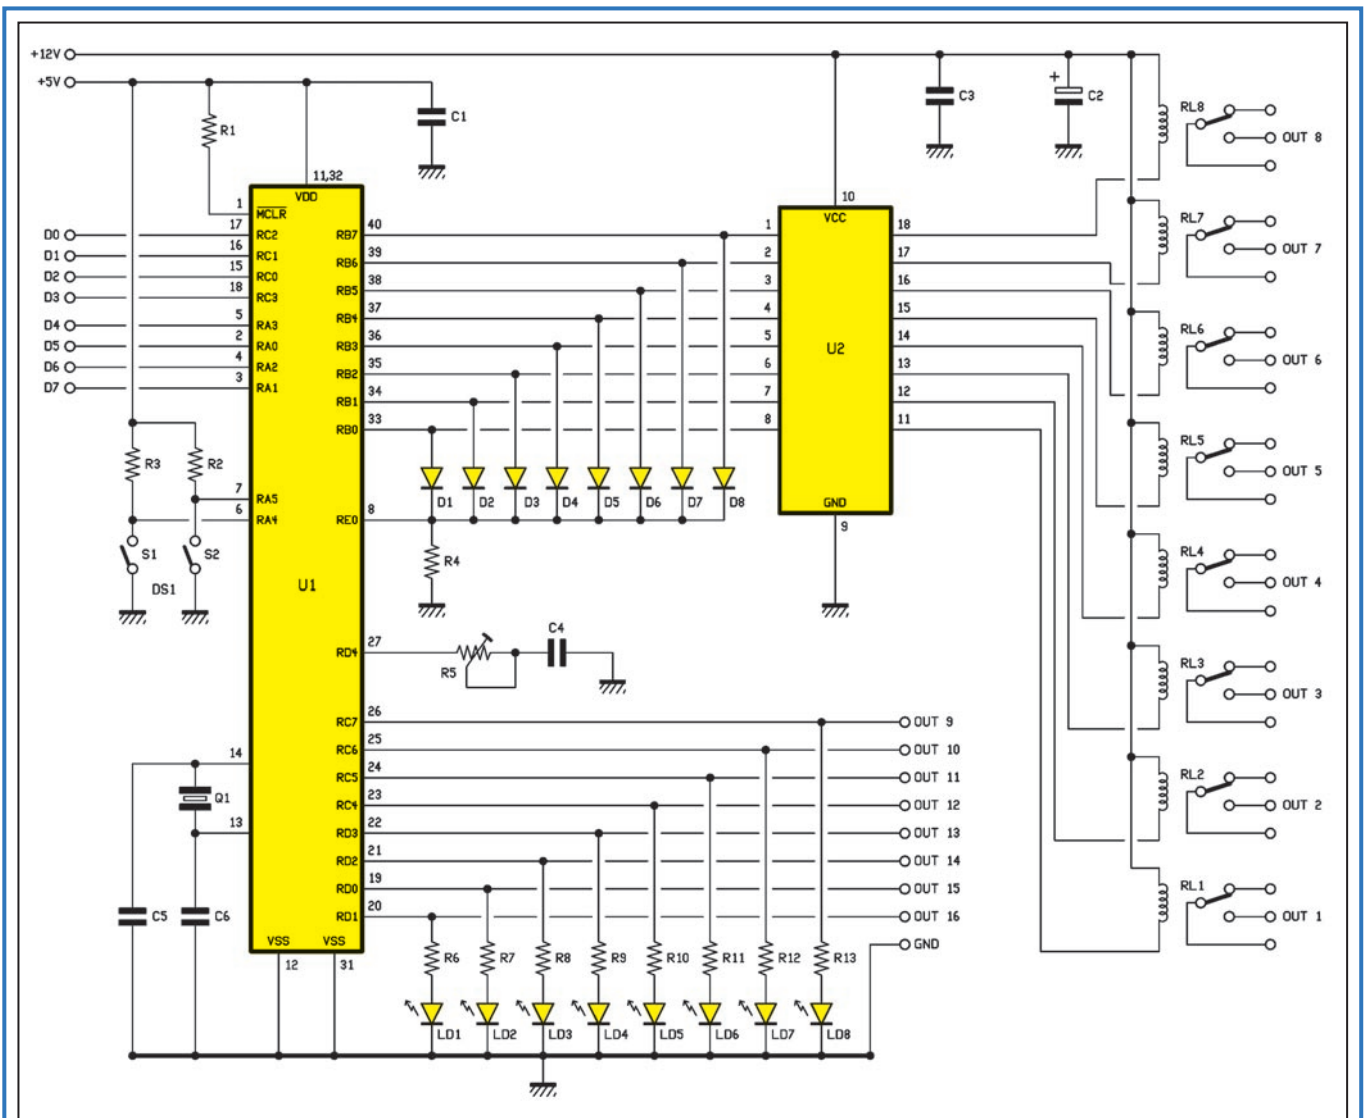 +12V
+5V
R1
C1
C3
+
C2
RL8
OUT 8
11,32
VDD
1
MCLR
10
VCC
D0
17
RC2
RB7
40
1
18
RL7
OUT 7
D1
16
RC1
RB6
39
2
17
D2
15
RC0
RB5
38
3
16
D3
18
RC3
RB4
37
4
15
RL6
OUT 6
D4
5
RA3
RB3
36
5
14
U2
D5
2
RA0
RB2
35
6
13
D6
4
RA2
RB1
34
7
12
D7
3
RA1
RB0
33
8
11
RL5
OUT 5
R3
R2
D1
D2
D3
D4
D5
D6
D7
D8
GND
9
7
RA5
6
RA4
RE0
8
S1
S2
DS1
R4
U1
RL4
OUT 4
RD4
27
R5
C4
RL3
OUT 3
RC7
26
OUT 9
14
RC6
25
OUT 10
Q1
RC5
24
OUT 11
RL2
OUT 2
RC4
23
OUT 12
13
RD3
22
OUT 13
RD2
21
OUT 14
RD0
19
OUT 15
C5
C6
RD1
20
OUT 16
RL1
OUT 1
VSS
VSS
GND
12
31
R6
R7
R8
R9
R10
R11
R12
R13
LD1
LD2
LD3
LD4
LD5
LD6
LD7
LD8